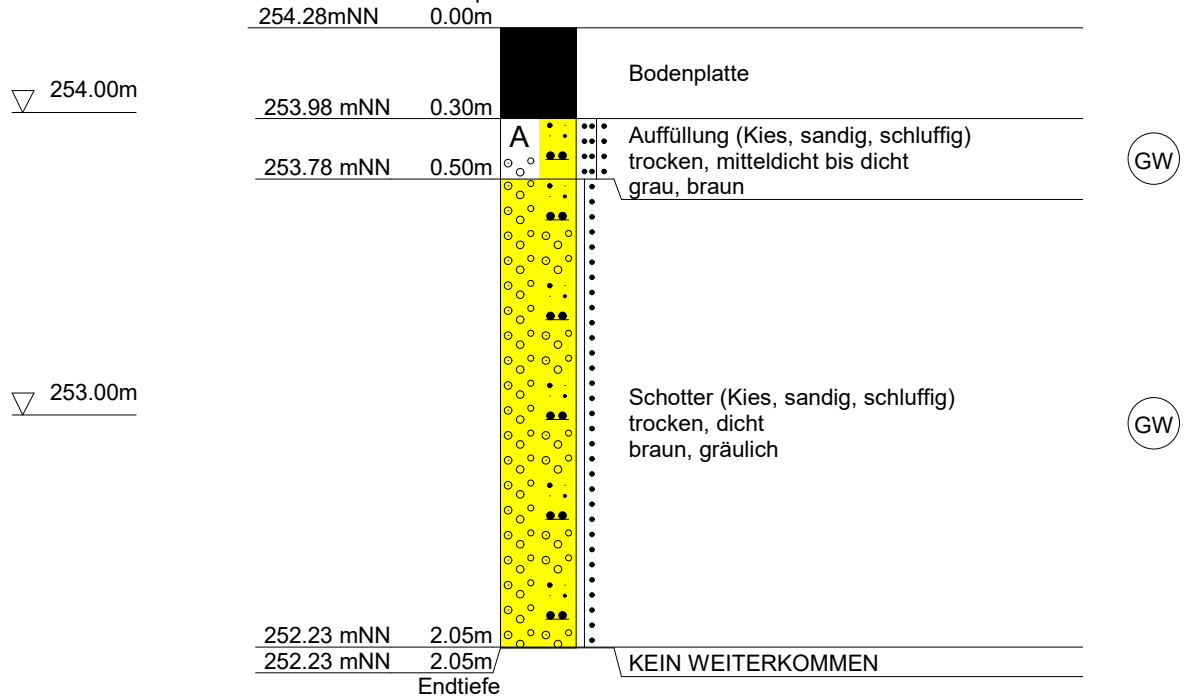 254.28mNN 0.00m
Bodenplatte
254.00m
253.98 mNN 0.30m
A
Auffüllung (Kies, sandig, schluffig)
trocken, mitteldicht bis dicht
grau, braun
GW
253.78 mNN 0.50m
253.00m
Schotter (Kies, sandig, schluffig)
trocken, dicht
braun, gräulich
GW
252.23 mNN 2.05m
252.23 mNN 2.05m
KEIN WEITERKOMMEN
Endtiefe